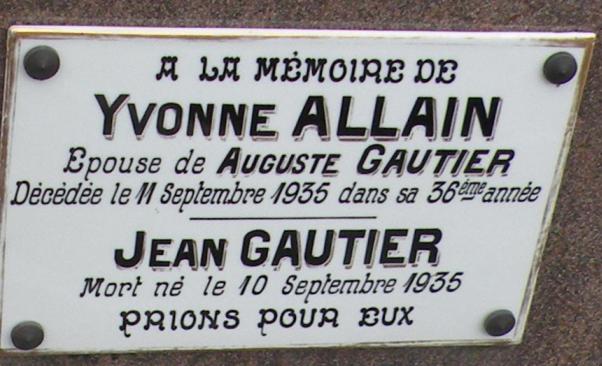 A LA MÉMOIRE DE
YVONNE ALLAIN
Epouse de AUGUSTE GAUTIER
Décédée le 11 Septembre 1935 dans sa 36ème année
JEAN GAUTIER
Mort né le 10 Septembre 1935
PRIONS POUR EUX